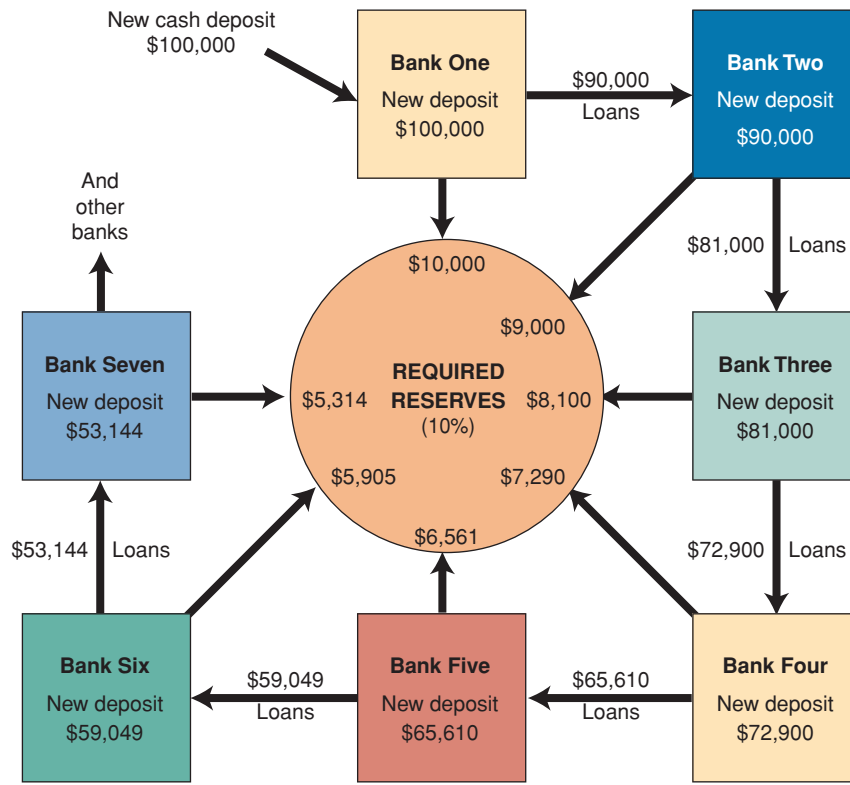 New cash deposit
$100,000
Bank One
New deposit
$100,000
$90,000
Loans
Bank Two
New deposit
$90,000
$81,000 Loans
Bank Three
New deposit
$81,000
$72,900 Loans
Bank Four
New deposit
$72,900
$65,610
Loans
Bank Five
New deposit
$65,610
$59,049
Loans
Bank Six
New deposit
$59,049
$53,144 Loans
Bank Seven
New deposit
$53,144
And
other
banks
$10,000
$9,000
$8,100
$7,290
$6,561
$5,905
$5,314
REQUIRED
RESERVES
(10%)